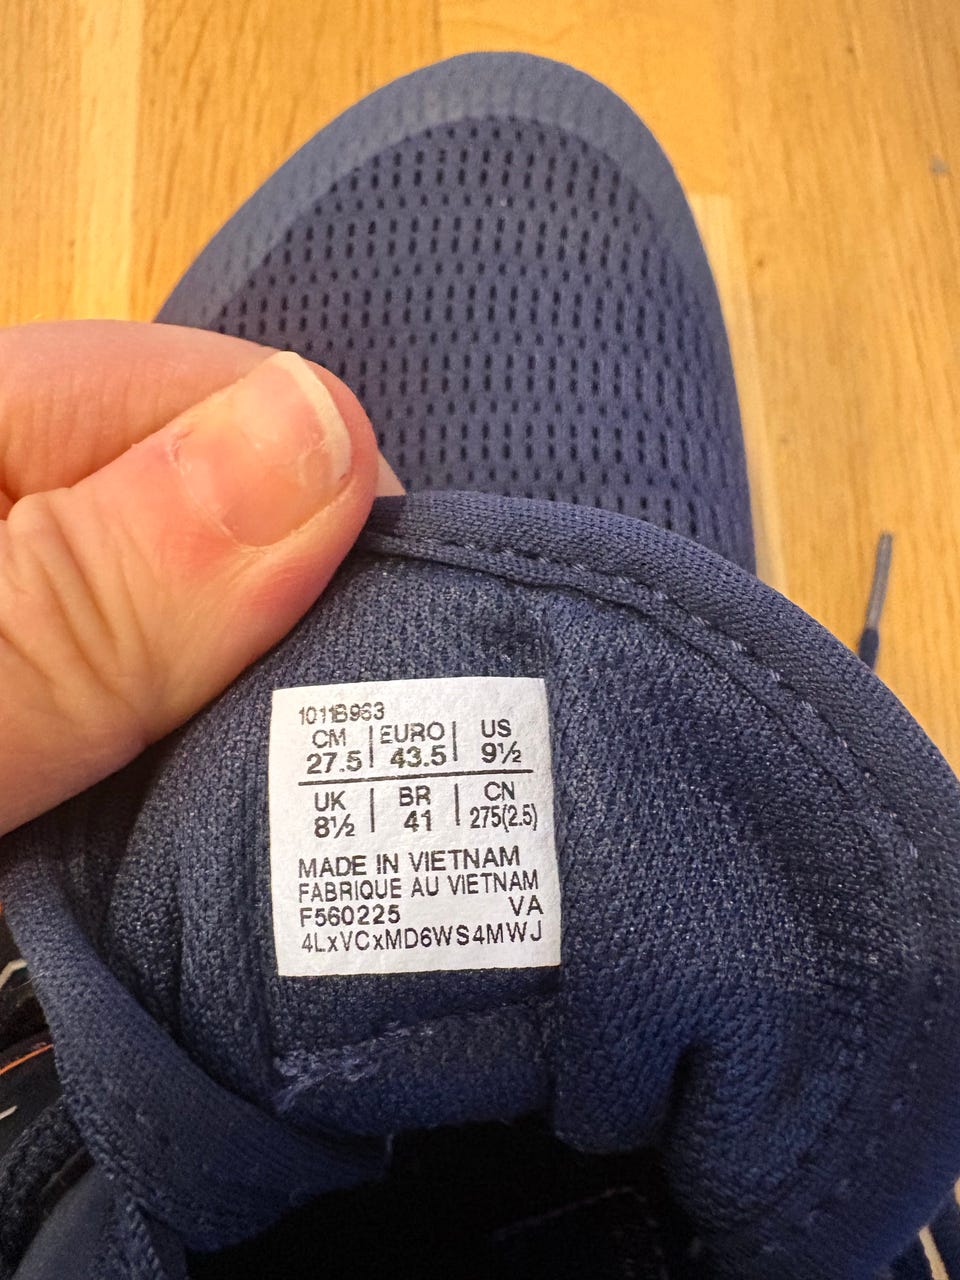 1011B963
CM | EURO | US
27.5 | 43.5 | 9½
UK | BR | CN
8½ | 41 | 275(2.5)
MADE IN VIETNAM
FABRIQUE AU VIETNAM
F560225 VA
4LxVCxMD6WS4MWJ